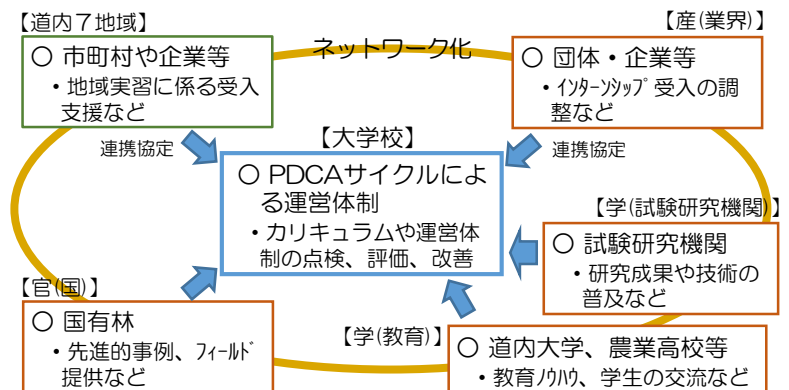 【道内７地域】
○ 市町村や企業等
・地域実習に係る受入
支援など
連携協定
ネットワーク化
【産(業界)】
○ 団体・企業等
・ｲﾝﾀｰﾝｼｯﾌﾟ受入の調
整など
連携協定
【大学校】
○ PDCAサイクルによ
る運営体制
・カリキュラムや運営体
制の点検、評価、改善
【学(試験研究機関)】
○ 試験研究機関
・研究成果や技術の
普及など
【官(国)】
○ 国有林
・先進的事例、ﾌｨｰﾙﾄﾞ
提供など
【学(教育)】
○ 道内大学、農業高校等
・教育ﾉｳﾊｳ、学生の交流など